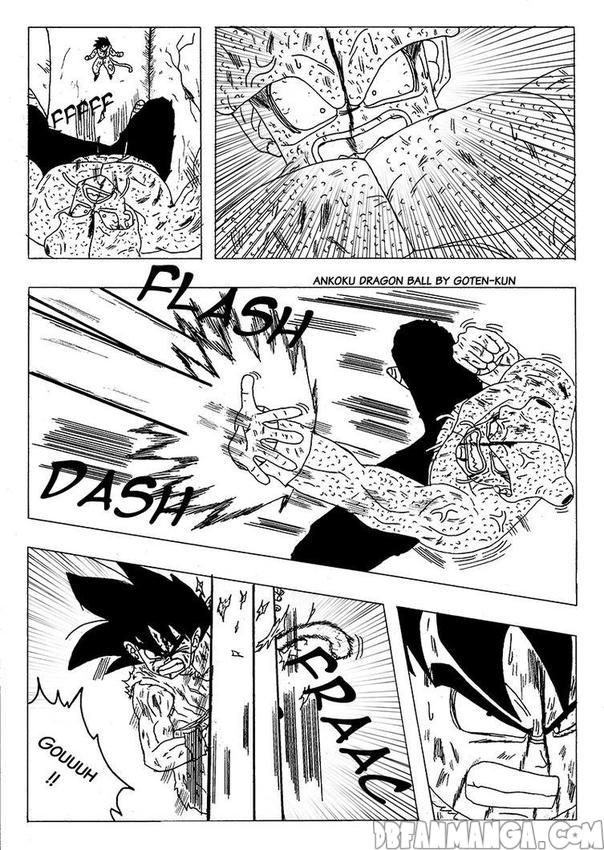 FFFFF
ANKOKU DRAGON BALL BY GOTEN-KUN
FLASH
DASH
GOUUUH
!!
FRAAC
DBFANMANGA.COM